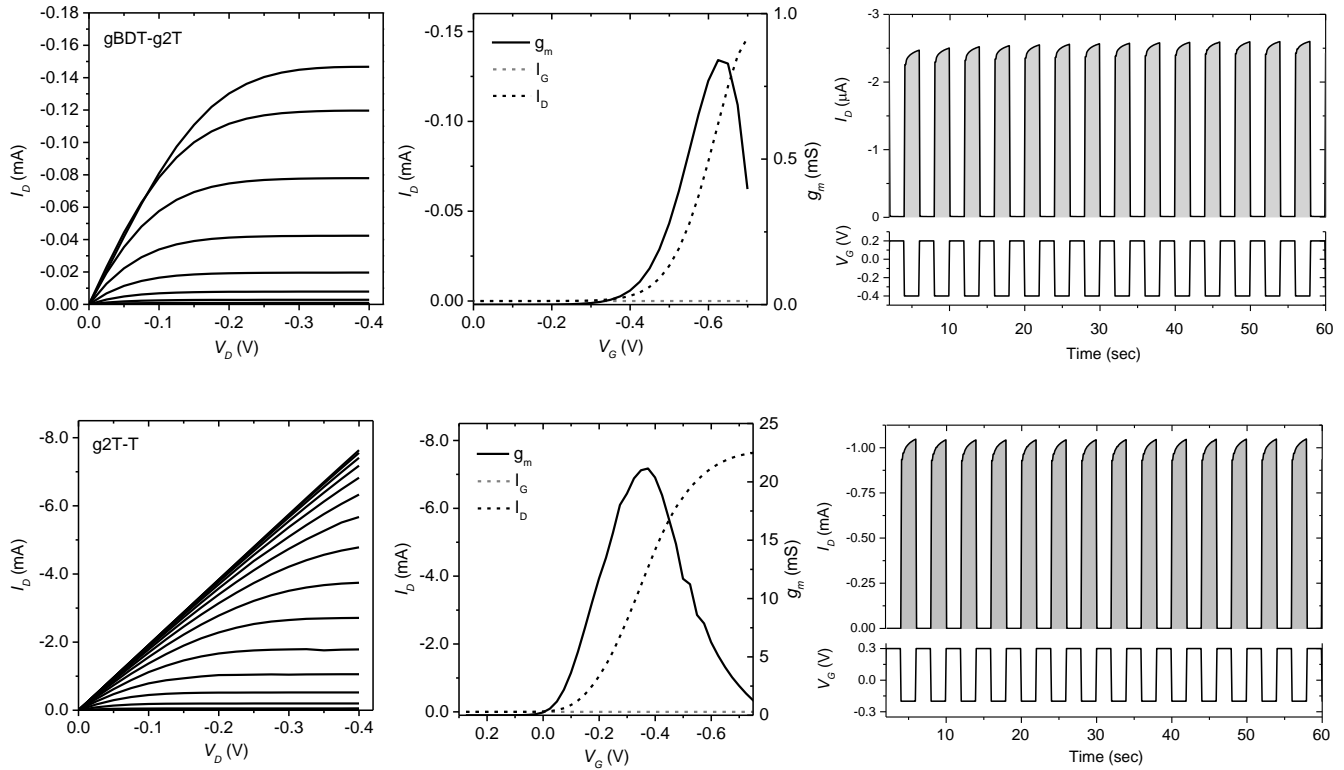 gBDT-g2T
-0.18
-0.16
-0.14
-0.12
-0.10
-0.08
-0.06
-0.04
-0.02
0.00
I_D (mA)
0.0 -0.1 -0.2 -0.3 -0.4
V_D (V)
-0.15
-0.10
-0.05
0.00
I_D (mA)
g_m
I_G
I_D
1.0
0.5
0.0
g_m (mS)
0.0 -0.2 -0.4 -0.6
V_G (V)
-3
-2
-1
0
I_D (μA)
0.2
0.0
-0.2
-0.4
V_G (V)
10 20 30 40 50 60
Time (sec)
g2T-T
-8.0
-6.0
-4.0
-2.0
0.0
I_D (mA)
0.0 -0.1 -0.2 -0.3 -0.4
V_D (V)
-8.0
-6.0
-4.0
-2.0
0.0
I_D (mA)
g_m
I_G
I_D
25
20
15
10
5
0
g_m (mS)
0.2 0.0 -0.2 -0.4 -0.6
V_G (V)
-1.00
-0.75
-0.50
-0.25
0.00
I_D (mA)
0.3
0.0
-0.3
V_G (V)
10 20 30 40 50 60
Time (sec)